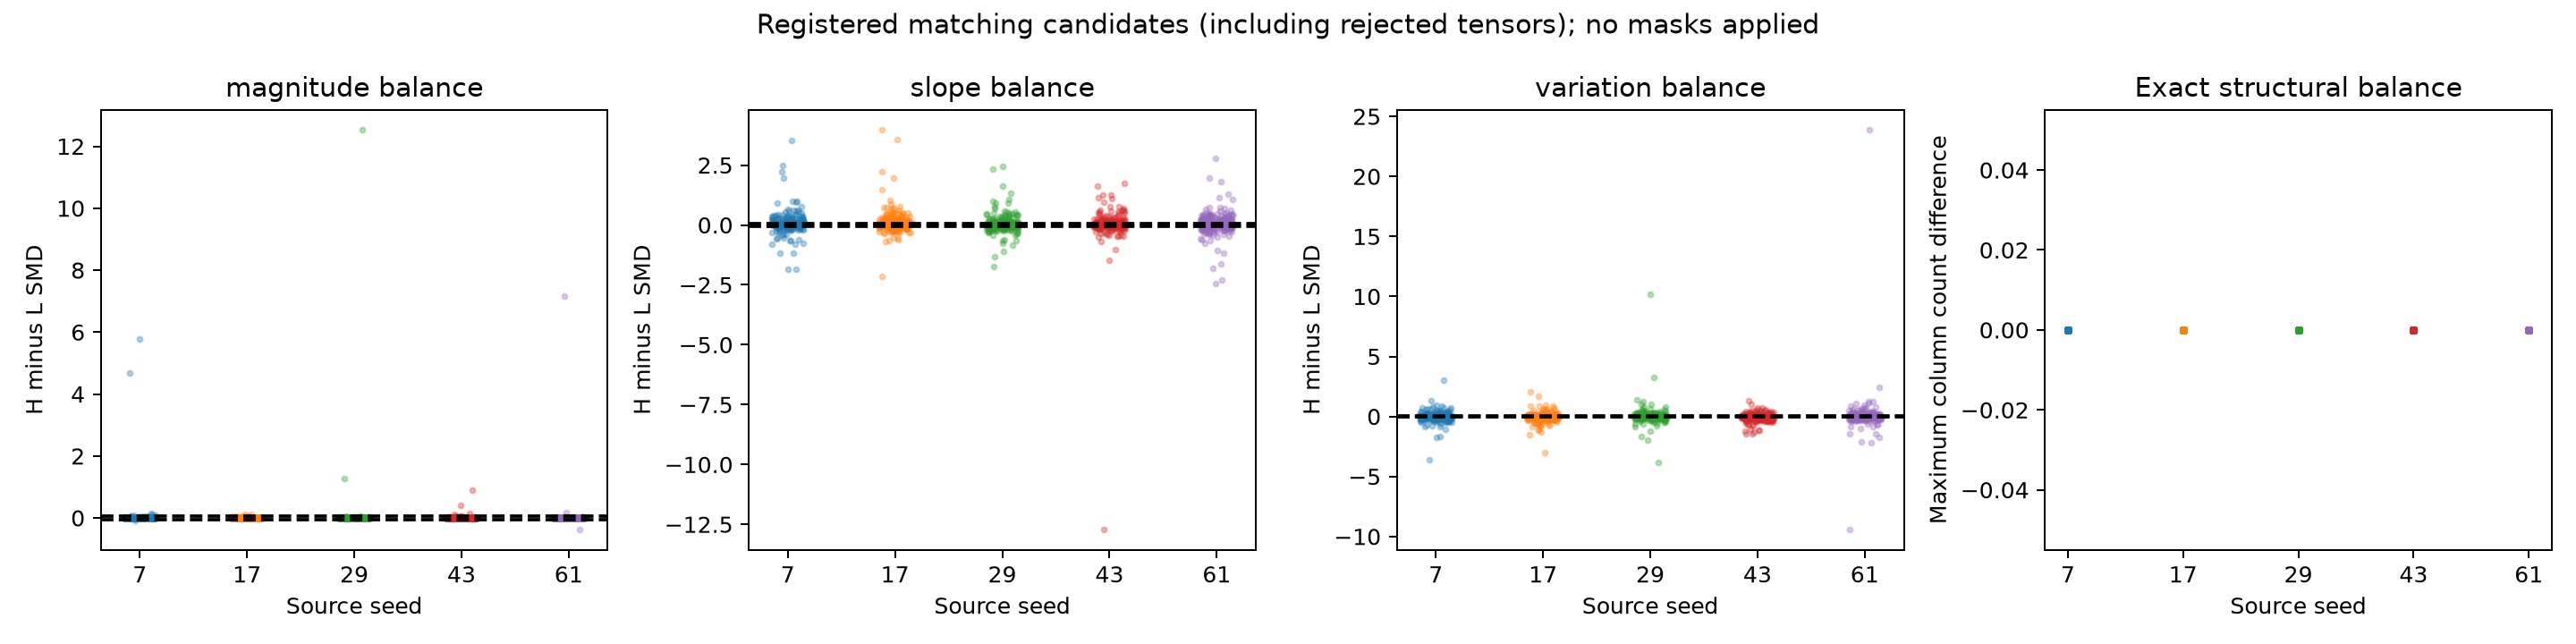 Registered matching candidates (including rejected tensors); no masks applied
magnitude balance
H minus L SMD
12
10
8
6
4
2
0
7 17 29 43 61
Source seed
slope balance
H minus L SMD
2.5
0.0
−2.5
−5.0
−7.5
−10.0
−12.5
7 17 29 43 61
Source seed
variation balance
H minus L SMD
25
20
15
10
5
0
−5
−10
7 17 29 43 61
Source seed
Exact structural balance
Maximum column count difference
0.04
0.02
0.00
−0.02
−0.04
7 17 29 43 61
Source seed